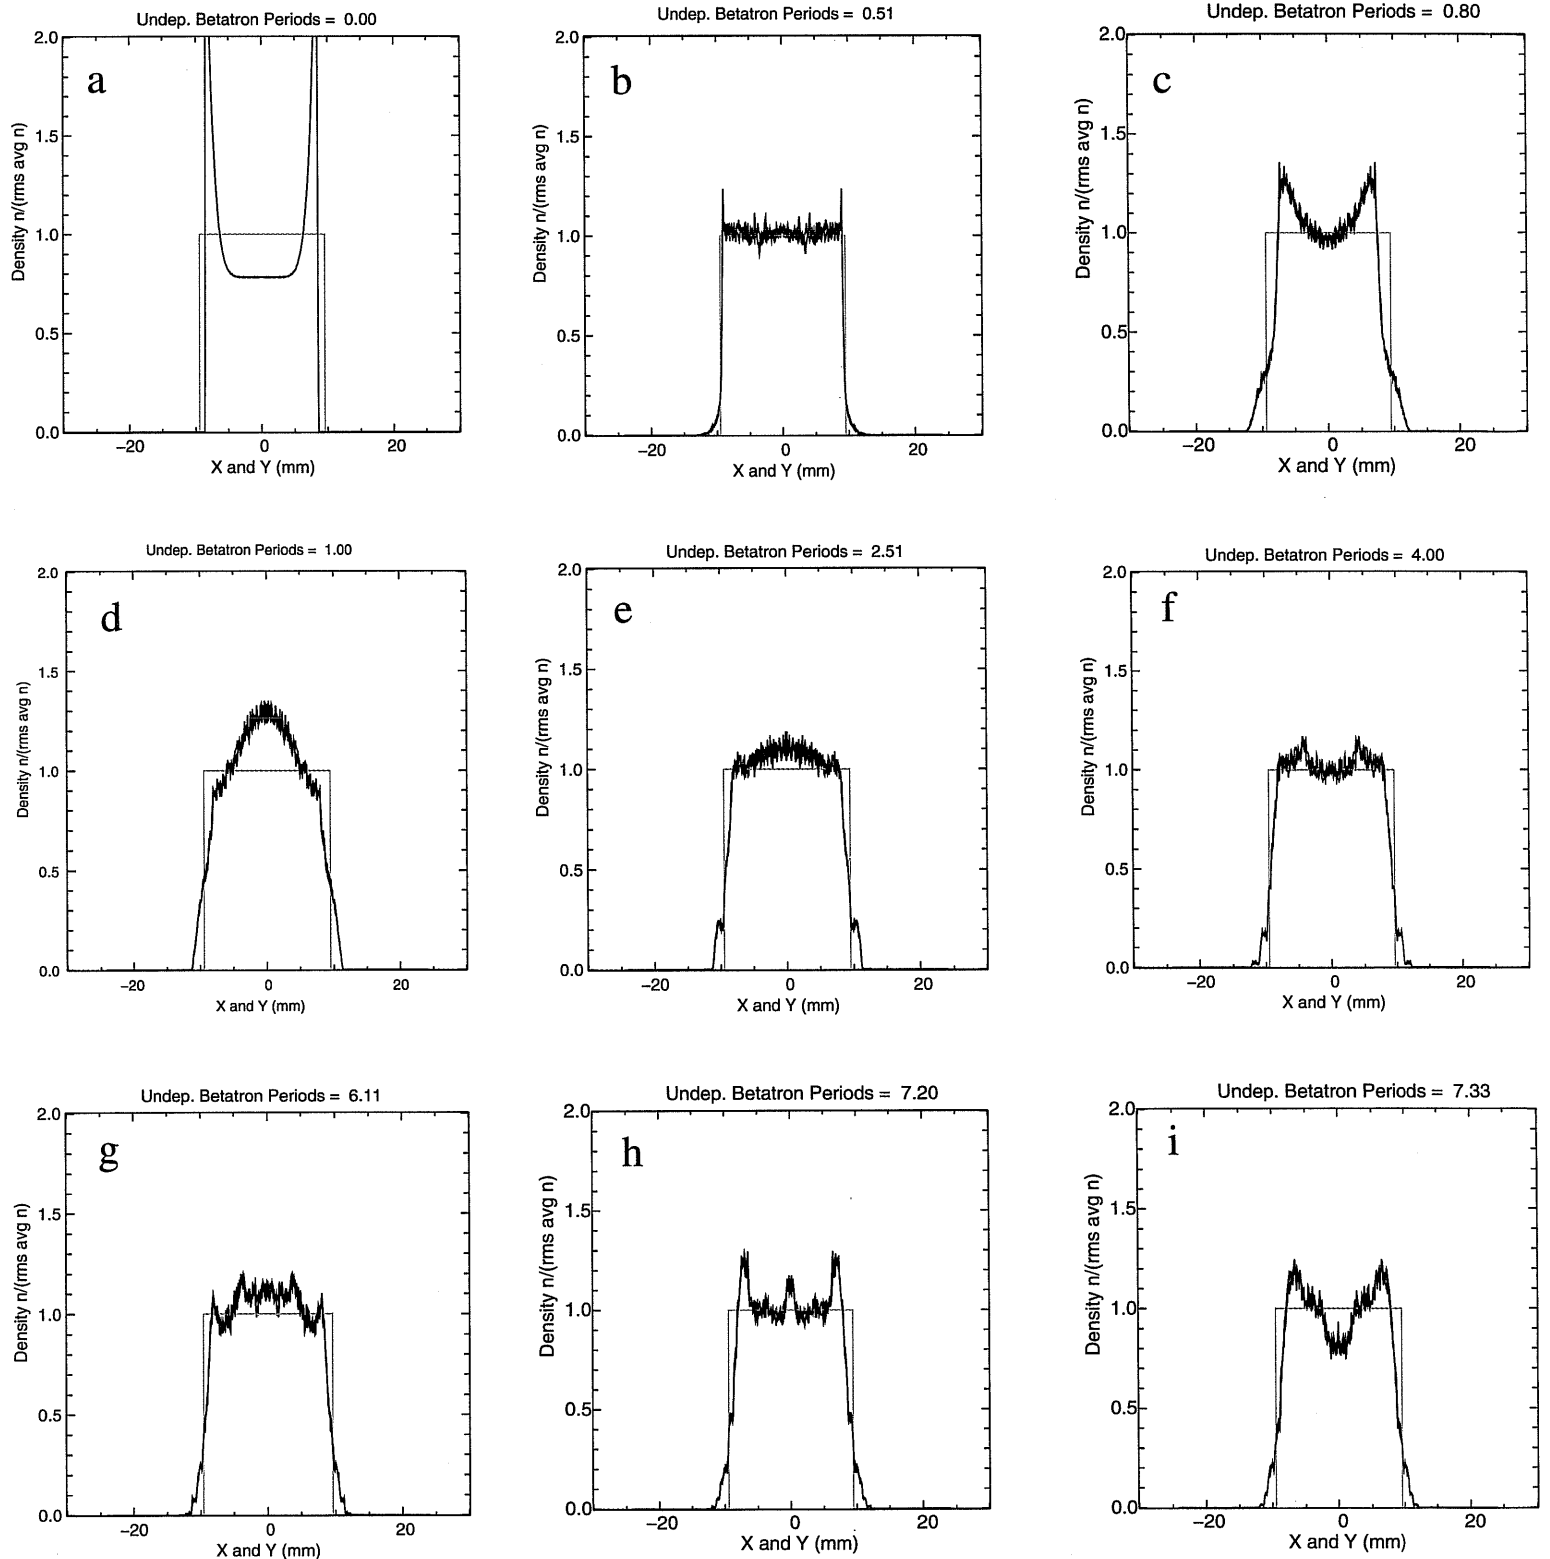 Undep. Betatron Periods = 0.00
a
2.0
1.5
1.0
0.5
0.0
Density n/(rms avg n)
−20 0 20
X and Y (mm)
Undep. Betatron Periods = 0.51
b
2.0
1.5
1.0
0.5
0.0
Density n/(rms avg n)
−20 0 20
X and Y (mm)
Undep. Betatron Periods = 0.80
c
2.0
1.5
1.0
0.5
0.0
Density n/(rms avg n)
−20 0 20
X and Y (mm)
Undep. Betatron Periods = 1.00
d
2.0
1.5
1.0
0.5
0.0
Density n/(rms avg n)
−20 0 20
X and Y (mm)
Undep. Betatron Periods = 2.51
e
2.0
1.5
1.0
0.5
0.0
Density n/(rms avg n)
−20 0 20
X and Y (mm)
Undep. Betatron Periods = 4.00
f
2.0
1.5
1.0
0.5
0.0
Density n/(rms avg n)
−20 0 20
X and Y (mm)
Undep. Betatron Periods = 6.11
g
2.0
1.5
1.0
0.5
0.0
Density n/(rms avg n)
−20 0 20
X and Y (mm)
Undep. Betatron Periods = 7.20
h
2.0
1.5
1.0
0.5
0.0
Density n/(rms avg n)
−20 0 20
X and Y (mm)
Undep. Betatron Periods = 7.33
i
2.0
1.5
1.0
0.5
0.0
Density n/(rms avg n)
−20 0 20
X and Y (mm)